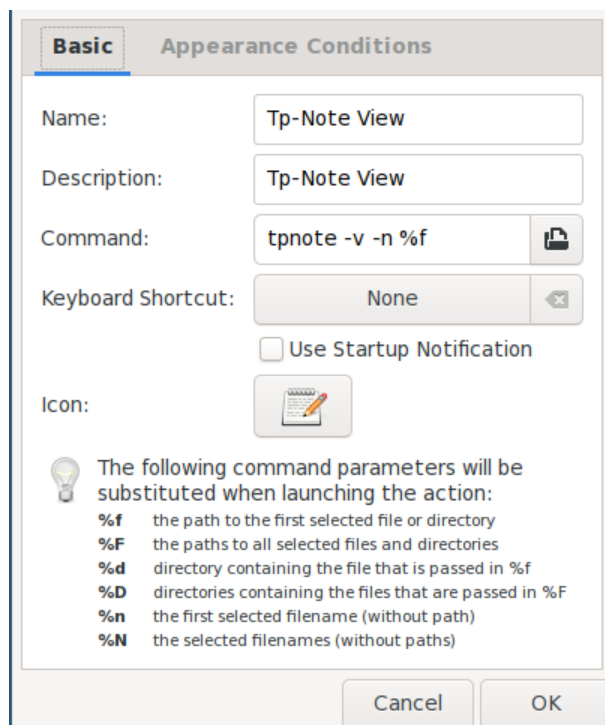 Basic Appearance Conditions
Name: Tp-Note View
Description: Tp-Note View
Command: tpnote -v -n %f
Keyboard Shortcut: None
Use Startup Notification
Icon:
The following command parameters will be
substituted when launching the action:
%f the path to the first selected file or directory
%F the paths to all selected files and directories
%d directory containing the file that is passed in %f
%D directories containing the files that are passed in %F
%n the first selected filename (without path)
%N the selected filenames (without paths)
Cancel OK